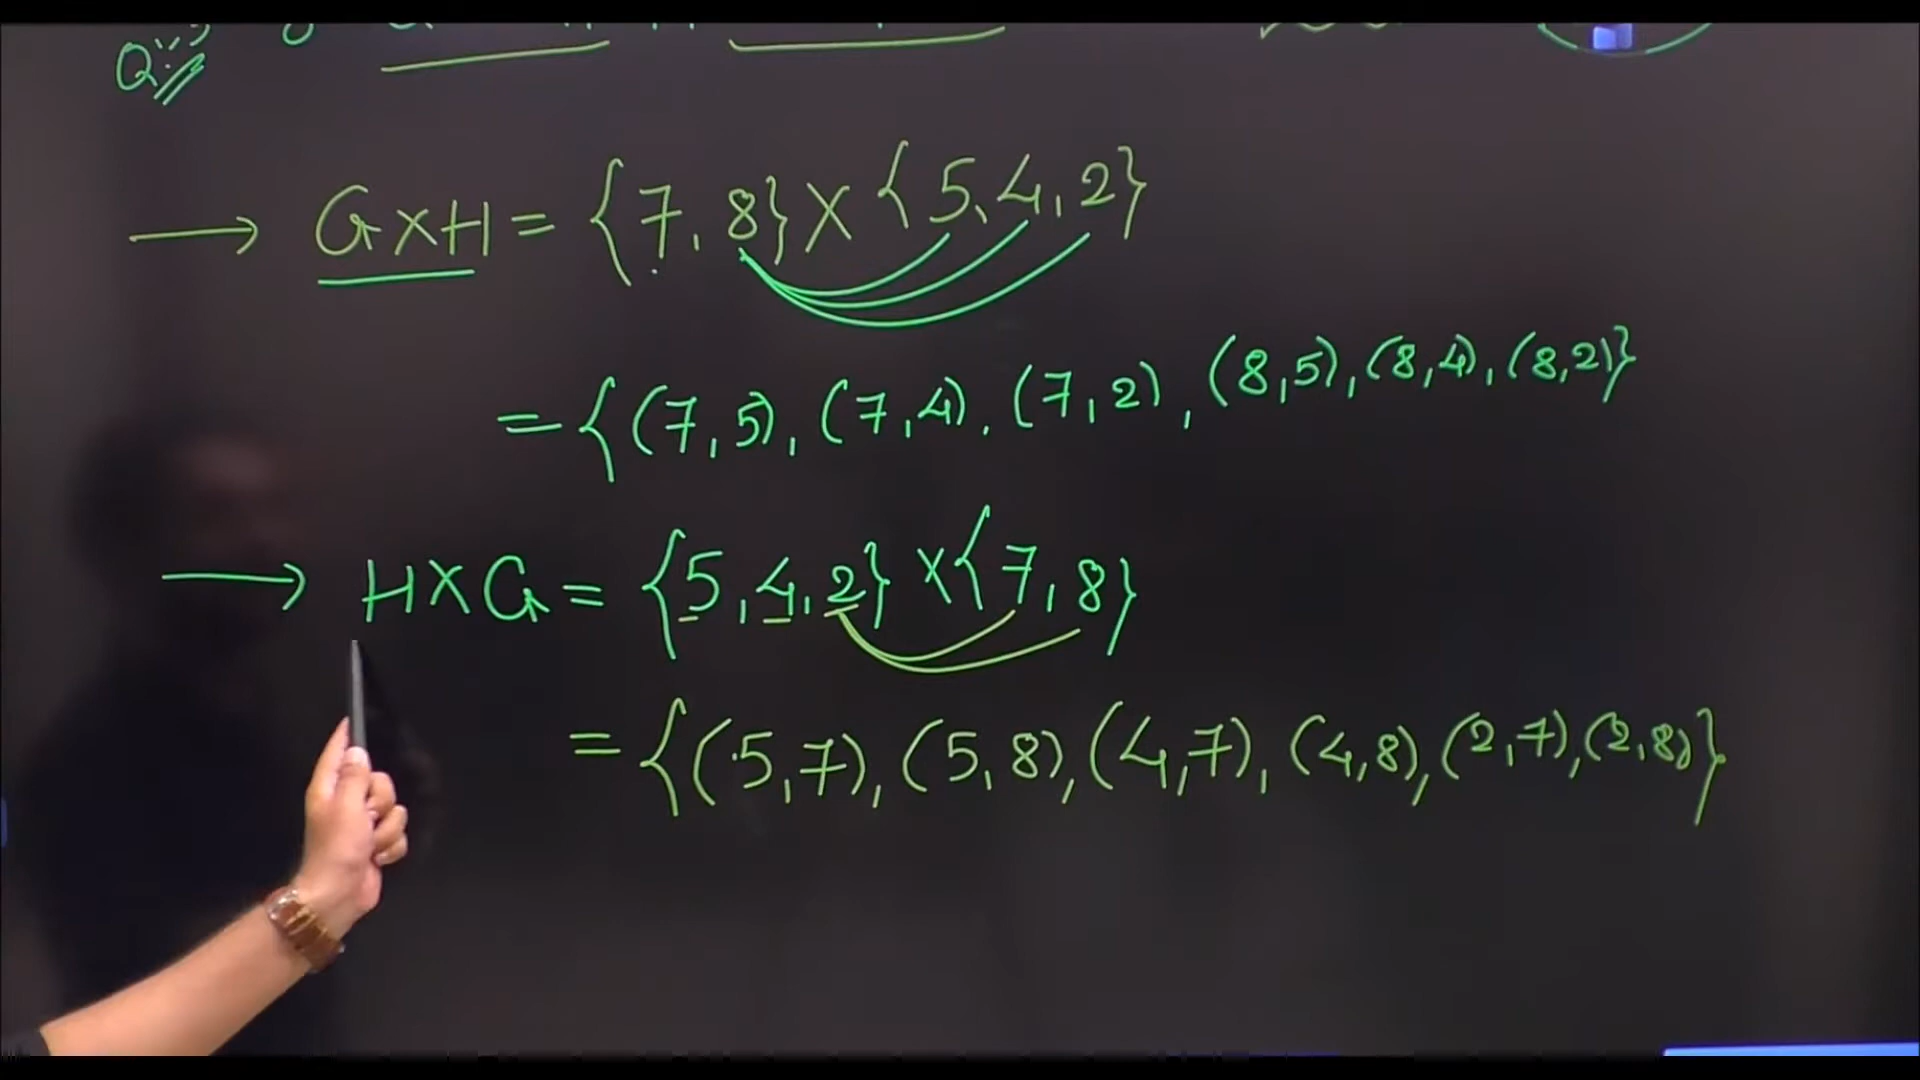 Q:
→ G×H = {7, 8} × {5, 4, 2}
= {(7,5), (7,4), (7,2), (8,5), (8,4), (8,2)}
→ H×G = {5, 4, 2} × {7, 8}
= {(5,7), (5,8), (4,7), (4,8), (2,7), (2,8)}